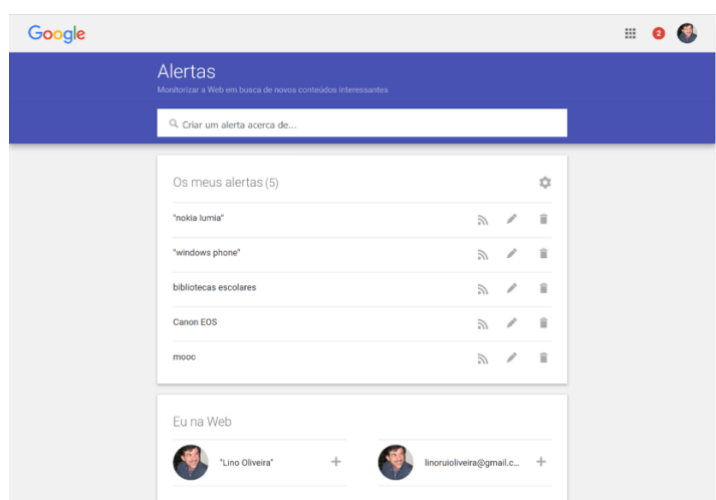 Google
2
Alertas
Monitorizar a Web em busca de novos conteúdos interessantes
Criar um alerta acerca de...
Os meus alertas (5)
"nokia lumia"
"windows phone"
bibliotecas escolares
Canon EOS
mooc
Eu na Web
"Lino Oliveira"
linoruioliveira@gmail.c...